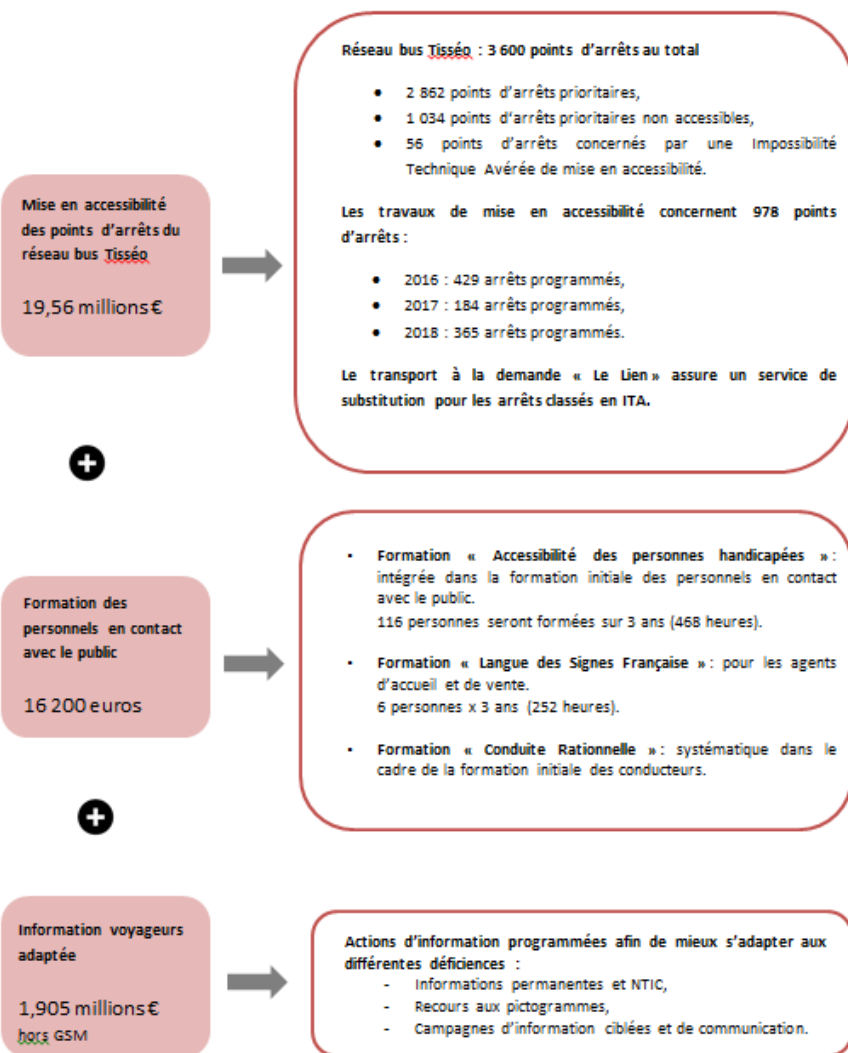 Réseau bus Tisséo : 3 600 points d'arrêts au total
• 2 862 points d'arrêts prioritaires,
• 1 034 points d'arrêts prioritaires non accessibles,
• 56 points d'arrêts concernés par une Impossibilité
Technique Avérée de mise en accessibilité.
Les travaux de mise en accessibilité concernent 978 points
d'arrêts :
• 2016 : 429 arrêts programmés,
• 2017 : 184 arrêts programmés,
• 2018 : 365 arrêts programmés.
Le transport à la demande « Le Lien » assure un service de
substitution pour les arrêts classés en ITA.
Mise en accessibilité
des points d'arrêts du
réseau bus Tisséo
19,56 millions €
Formation des
personnels en contact
avec le public
16 200 euros
• Formation « Accessibilité des personnes handicapées » :
intégrée dans la formation initiale des personnels en contact
avec le public.
116 personnes seront formées sur 3 ans (468 heures).
• Formation « Langue des Signes Française » : pour les agents
d'accueil et de vente.
6 personnes x 3 ans (252 heures).
• Formation « Conduite Rationnelle » : systématique dans le
cadre de la formation initiale des conducteurs.
Information voyageurs
adaptée
1,905 millions €
hors GSM
Actions d'information programmées afin de mieux s'adapter aux
différentes déficiences :
- Informations permanentes et NTIC,
- Recours aux pictogrammes,
- Campagnes d'information ciblées et de communication.